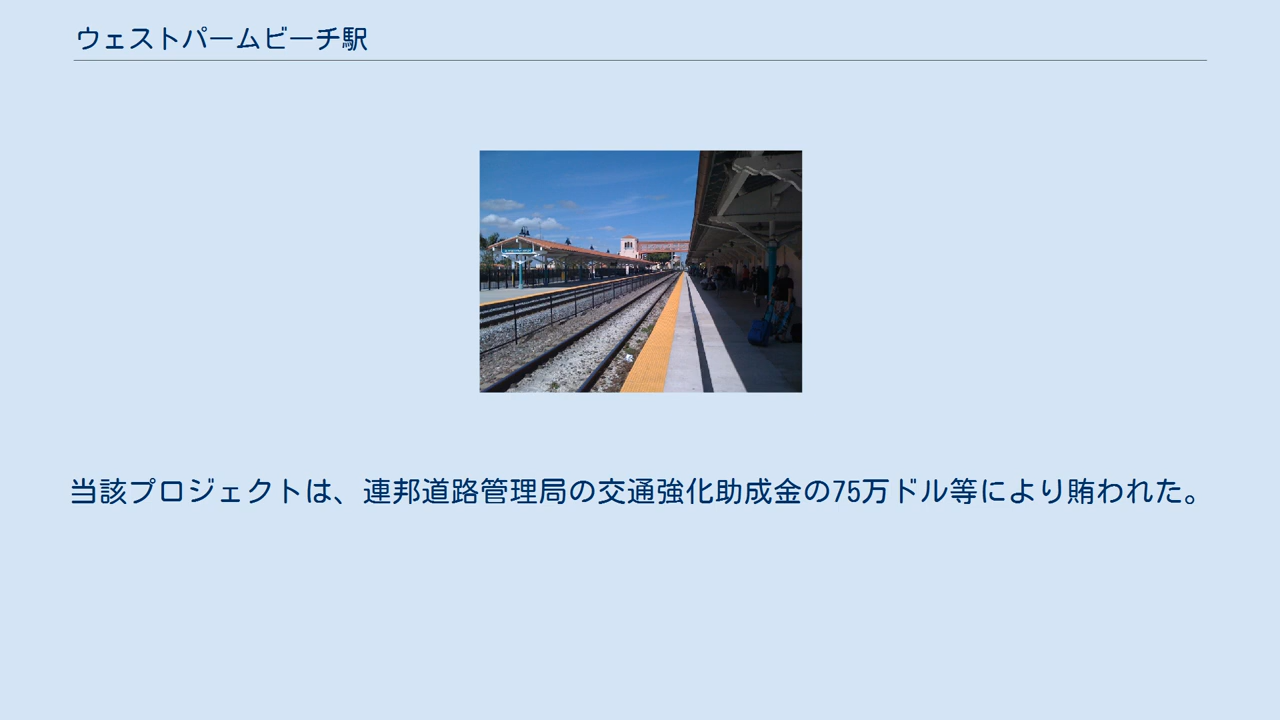 ウェストパームビーチ駅
当該プロジェクトは、連邦道路管理局の交通強化助成金の75万ドル等により賄われた。